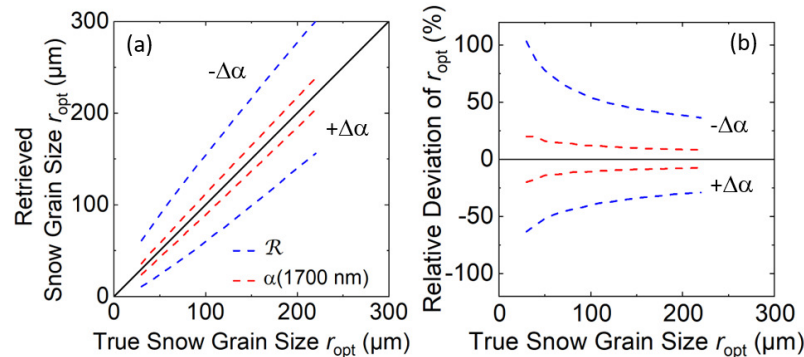 (a)
Retrieved
Snow Grain Size r_opt (µm)
300
200
100
0
-Δα
+Δα
ℛ
α(1700 nm)
0 100 200 300
True Snow Grain Size r_opt (µm)
(b)
Relative Deviation of r_opt (%)
100
50
0
-50
-100
-Δα
+Δα
0 100 200 300
True Snow Grain Size r_opt (µm)